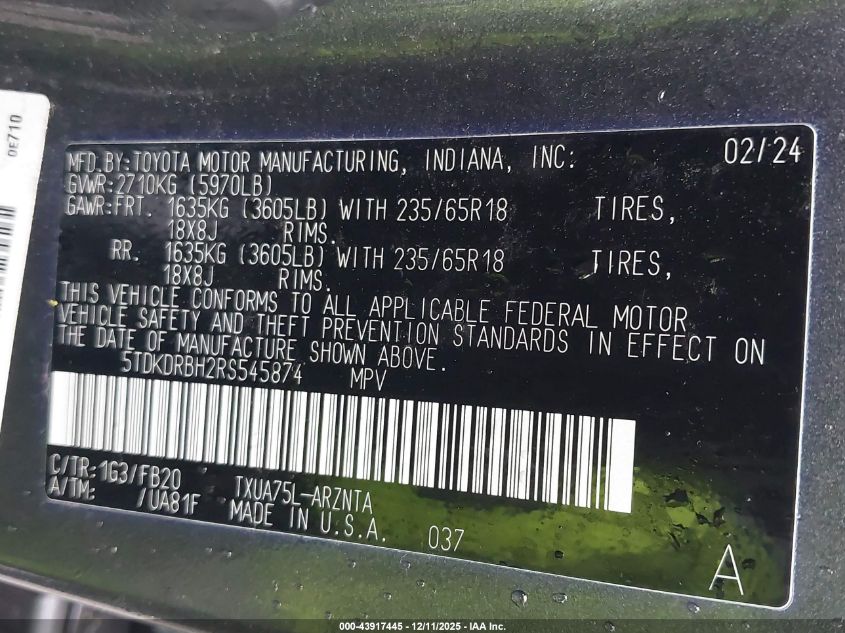 0E710
MFD.BY:TOYOTA MOTOR MANUFACTURING, INDIANA, INC: 02/24
GVWR:2710KG (5970LB)
GAWR:FRT. 1635KG (3605LB) WITH 235/65R18 TIRES,
18X8J RIMS.
RR. 1635KG (3605LB) WITH 235/65R18 TIRES,
18X8J RIMS.
THIS VEHICLE CONFORMS TO ALL APPLICABLE FEDERAL MOTOR
VEHICLE SAFETY AND THEFT PREVENTION STANDARDS IN EFFECT ON
THE DATE OF MANUFACTURE SHOWN ABOVE.
5TDKDRBH2RS545874 MPV
C/TR:1G3/FB20 TXUA75L-ARZNTA
A/TM: /UA81F MADE IN U.S.A. 037
A
000-43917445 - 12/11/2025 - IAA Inc.